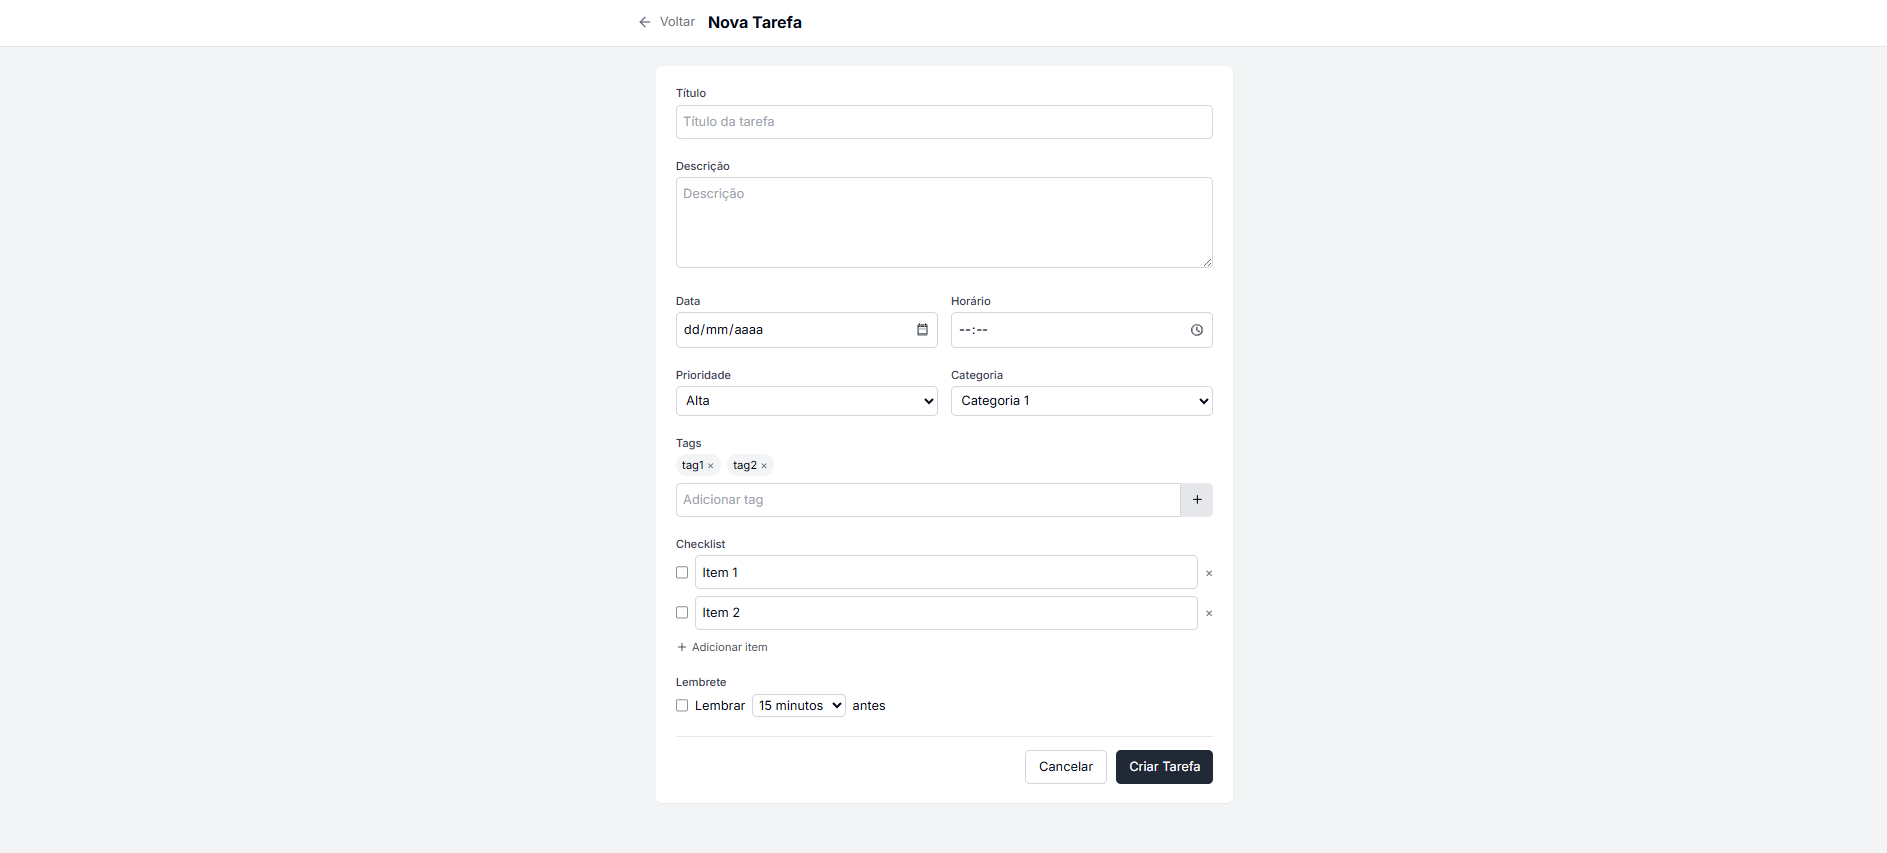 Voltar Nova Tarefa
Título
Título da tarefa
Descrição
Descrição
Data Horário
dd/mm/aaaa --:--
Prioridade Categoria
Alta Categoria 1
Tags
tag1 × tag2 ×
Adicionar tag +
Checklist
Item 1 ×
Item 2 ×
+ Adicionar item
Lembrete
Lembrar 15 minutos antes
Cancelar Criar Tarefa